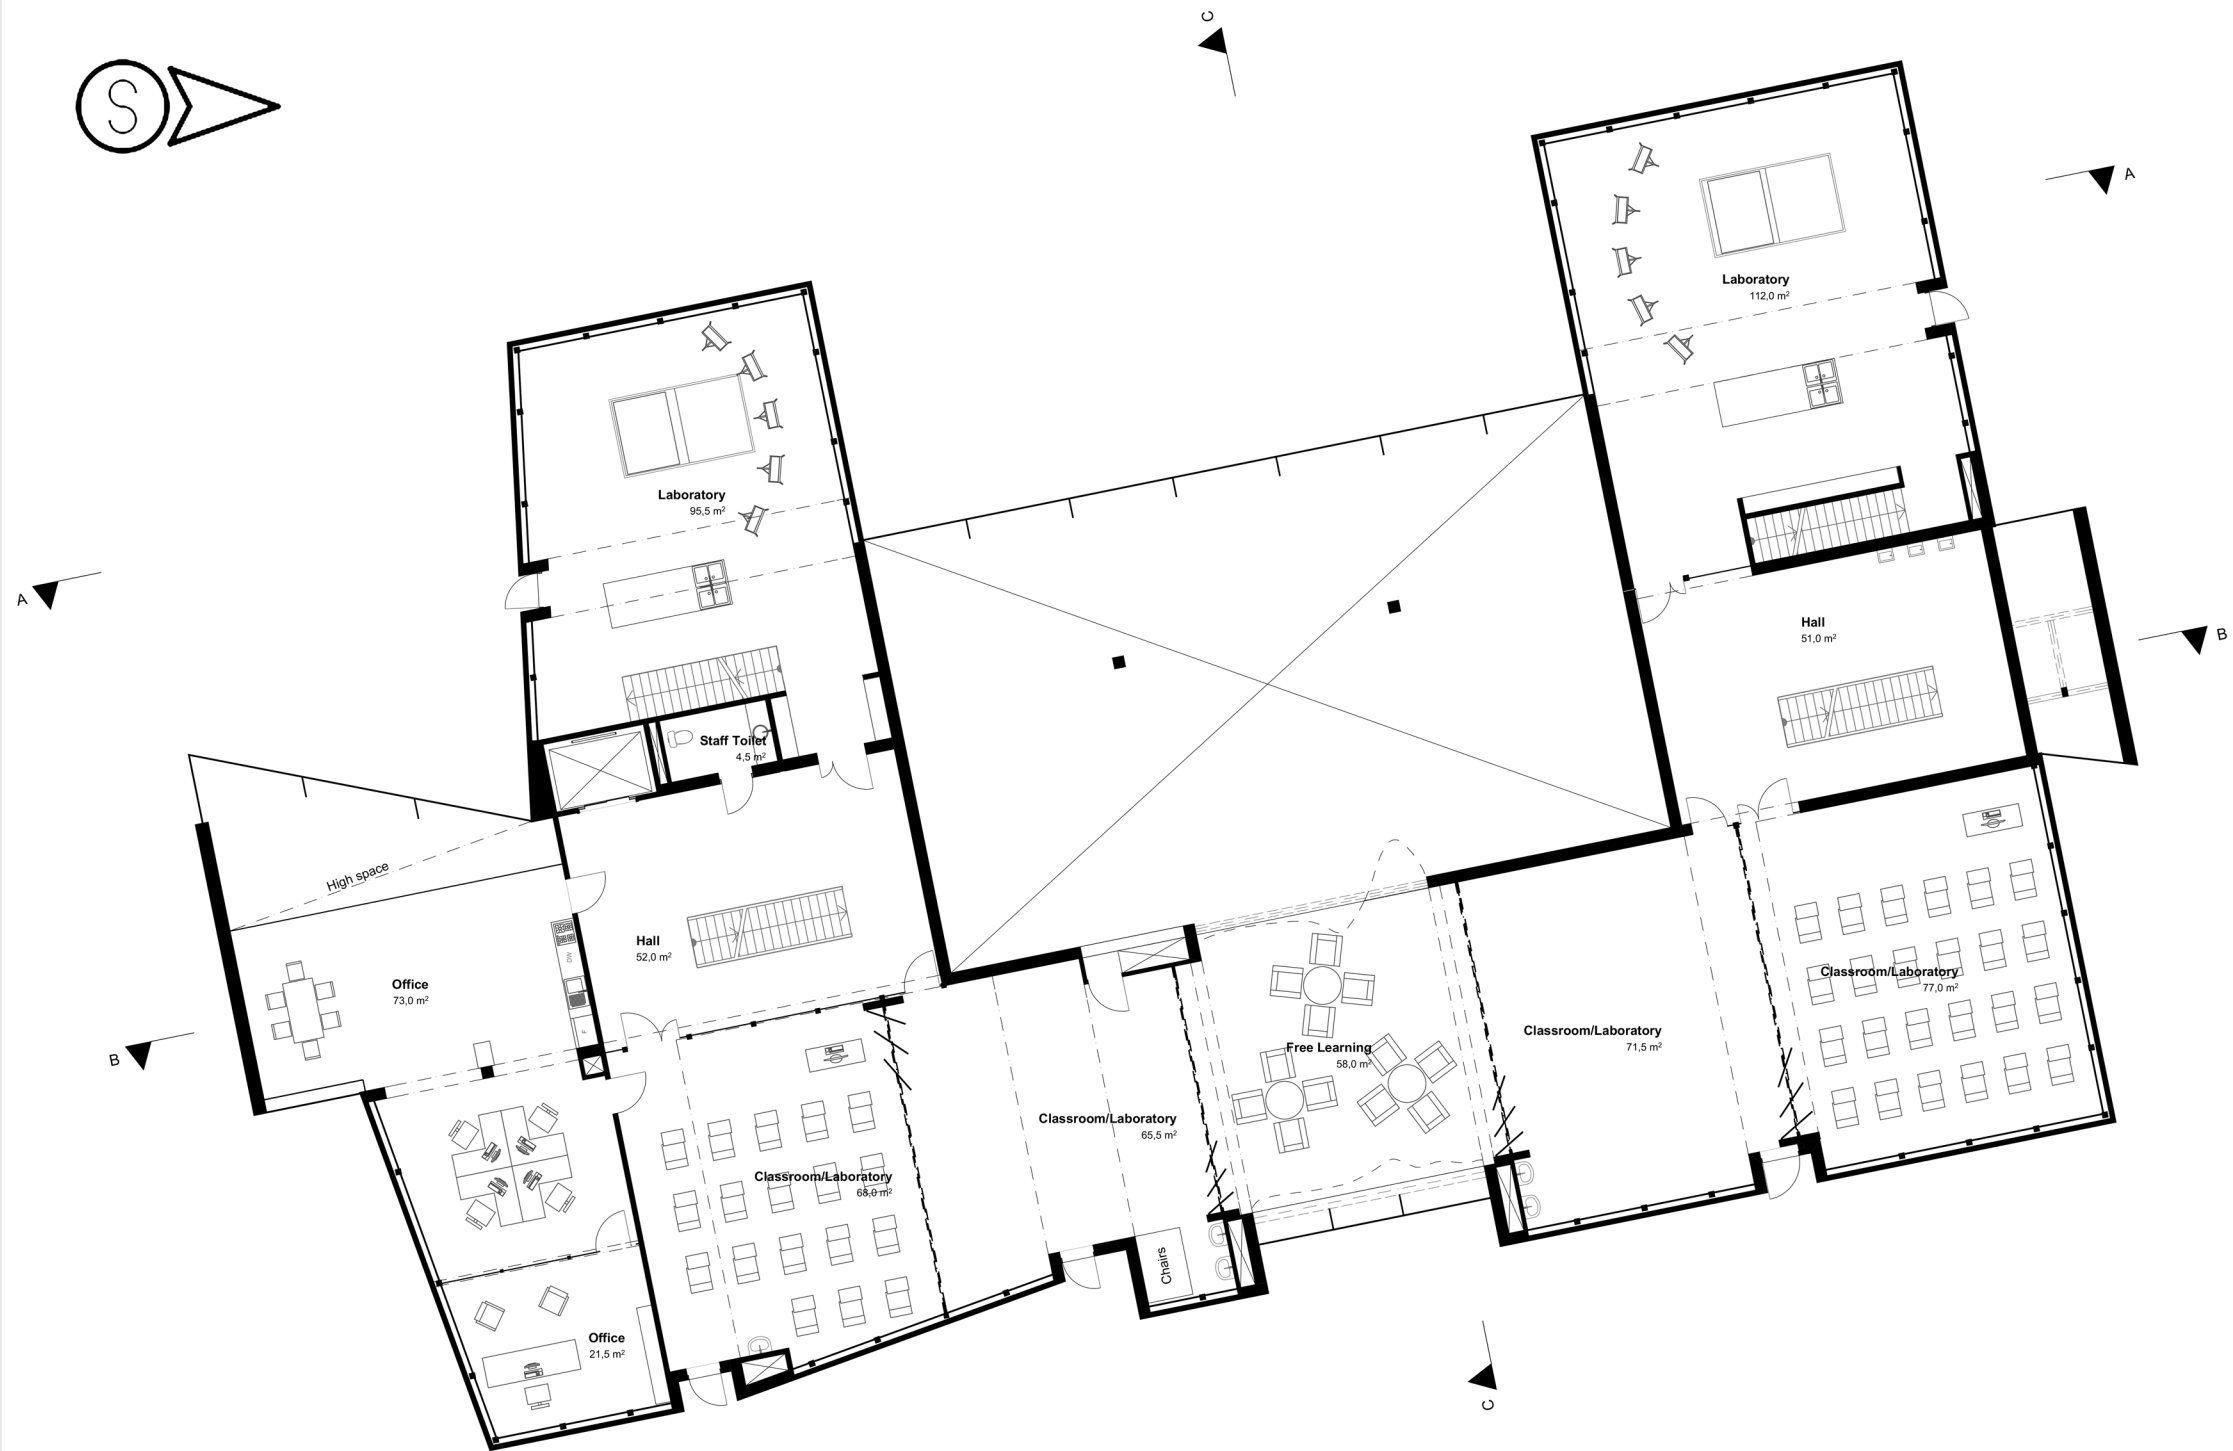 C
S
A
Laboratory
112,0 m²
Laboratory
95,5 m²
A
Hall
51,0 m²
B
Staff Toilet
4,5 m²
High space
Hall
52,0 m²
DW
Office
73,0 m²
F
Classroom/Laboratory
77,0 m²
Classroom/Laboratory
71,5 m²
Free Learning
58,0 m²
B
Classroom/Laboratory
65,5 m²
Classroom/Laboratory
68,0 m²
Chairs
Office
21,5 m²
C